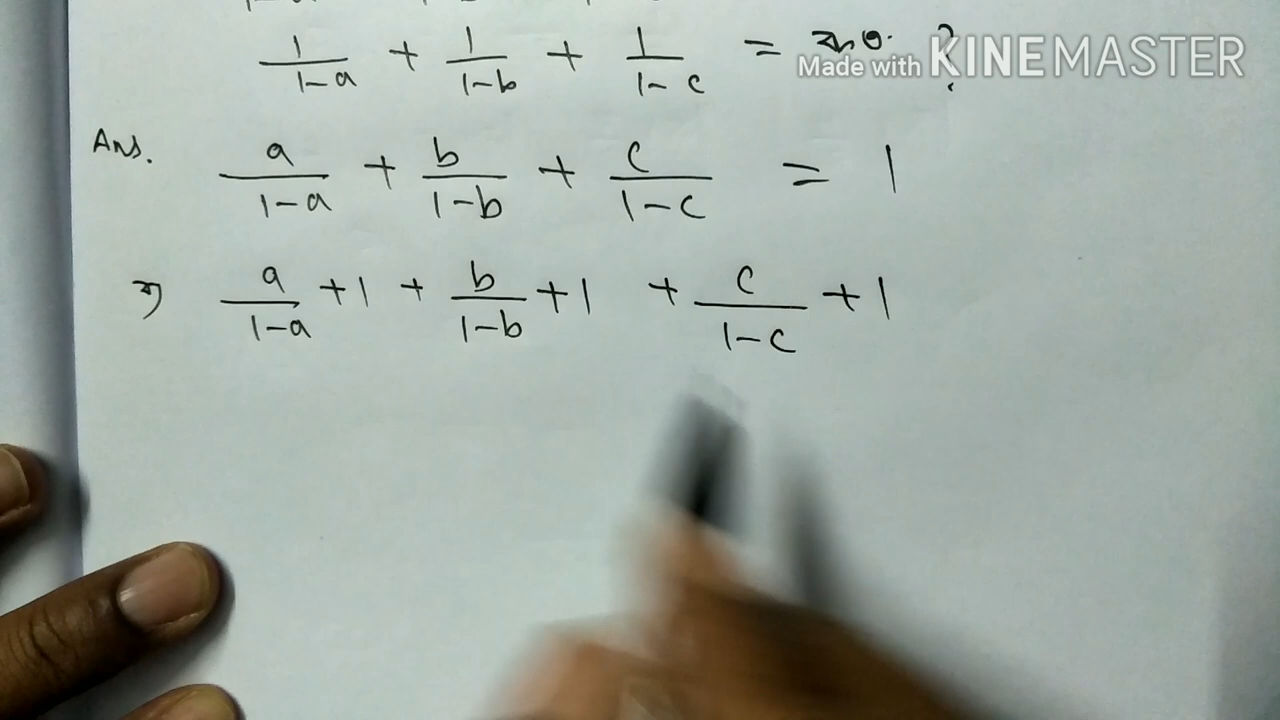 1/(1-a) + 1/(1-b) + 1/(1-c) = কত ?
Made with KINEMASTER
Ans. a/(1-a) + b/(1-b) + c/(1-c) = 1
বা a/(1-a) +1 + b/(1-b) +1 + c/(1-c) +1